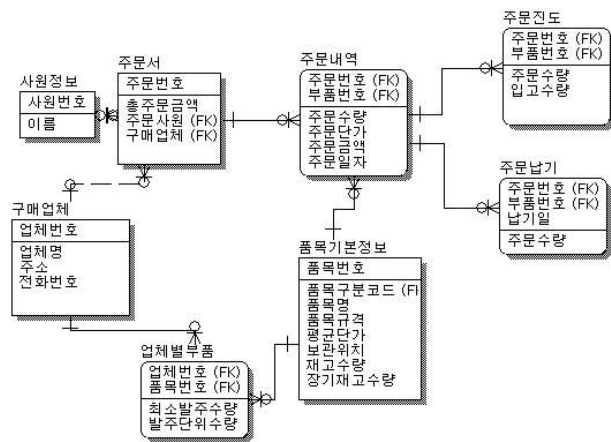 사원정보
사원번호
이름
주문서
주문번호
총주문금액
주문사원 (FK)
구매업체 (FK)
주문내역
주문번호 (FK)
부품번호 (FK)
주문수량
주문단가
주문금액
주문일자
주문진도
주문번호 (FK)
부품번호 (FK)
주문수량
입고수량
주문납기
주문번호 (FK)
부품번호 (FK)
납기일
주문수량
구매업체
업체번호
업체명
주소
전화번호
품목기본정보
품목번호
품목구분코드 (FK
품목명
품목규격
평균단가
보관위치
재고수량
장기재고수량
업체별부품
업체번호 (FK)
품목번호 (FK)
최소발주수량
발주단위수량